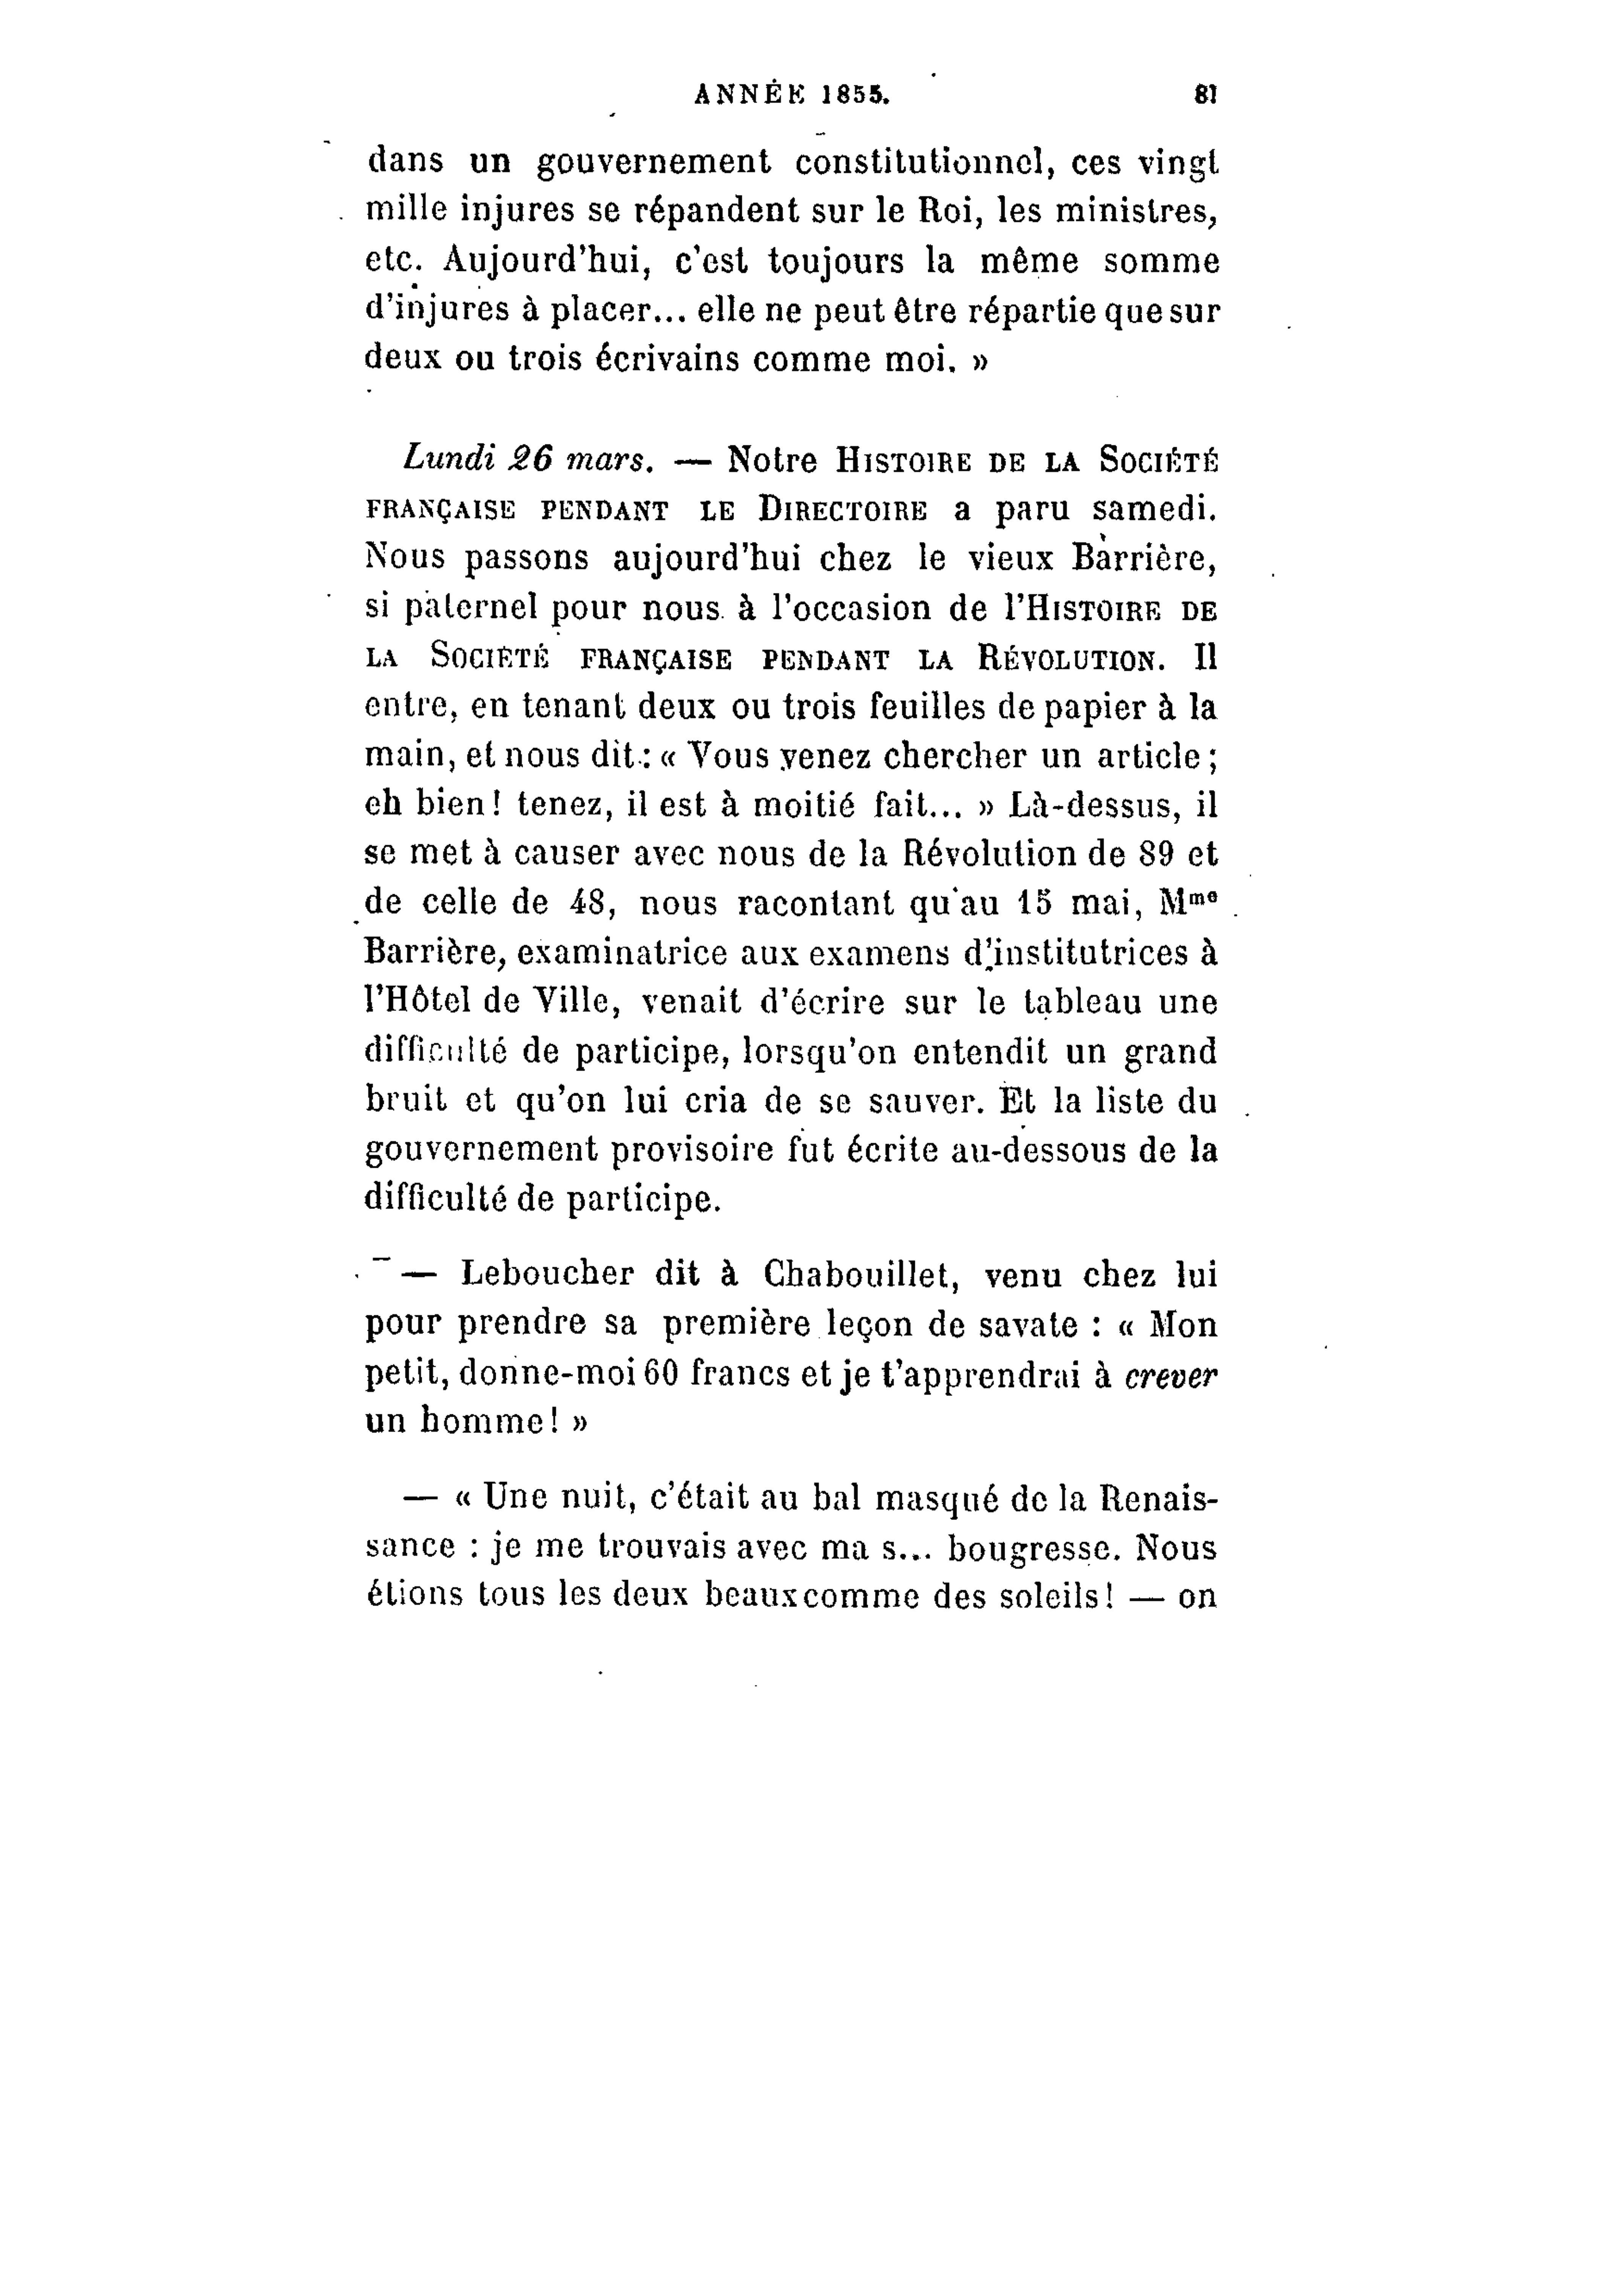 ANNÉE 1855. 81
dans un gouvernement constitutionnel, ces vingt
mille injures se répandent sur le Roi, les ministres,
etc. Aujourd'hui, c'est toujours la même somme
d'injures à placer... elle ne peut être répartie que sur
deux ou trois écrivains comme moi. »
Lundi 26 mars. — Notre HISTOIRE DE LA SOCIÉTÉ
FRANÇAISE PENDANT LE DIRECTOIRE a paru samedi.
Nous passons aujourd'hui chez le vieux Barrière,
si paternel pour nous à l'occasion de l'HISTOIRE DE
LA SOCIÉTÉ FRANÇAISE PENDANT LA RÉVOLUTION. Il
entre, en tenant deux ou trois feuilles de papier à la
main, et nous dit : « Vous venez chercher un article ;
eh bien! tenez, il est à moitié fait... » Là-dessus, il
se met à causer avec nous de la Révolution de 89 et
de celle de 48, nous racontant qu'au 15 mai, Mme
Barrière, examinatrice aux examens d'institutrices à
l'Hôtel de Ville, venait d'écrire sur le tableau une
difficulté de participe, lorsqu'on entendit un grand
bruit et qu'on lui cria de se sauver. Et la liste du
gouvernement provisoire fut écrite au-dessous de la
difficulté de participe.
— Leboucher dit à Chabouillet, venu chez lui
pour prendre sa première leçon de savate : « Mon
petit, donne-moi 60 francs et je t'apprendrai à crever
un homme! »
— « Une nuit, c'était au bal masqué de la Renais-
sance : je me trouvais avec ma s... bougresse. Nous
étions tous les deux beaux comme des soleils! — on